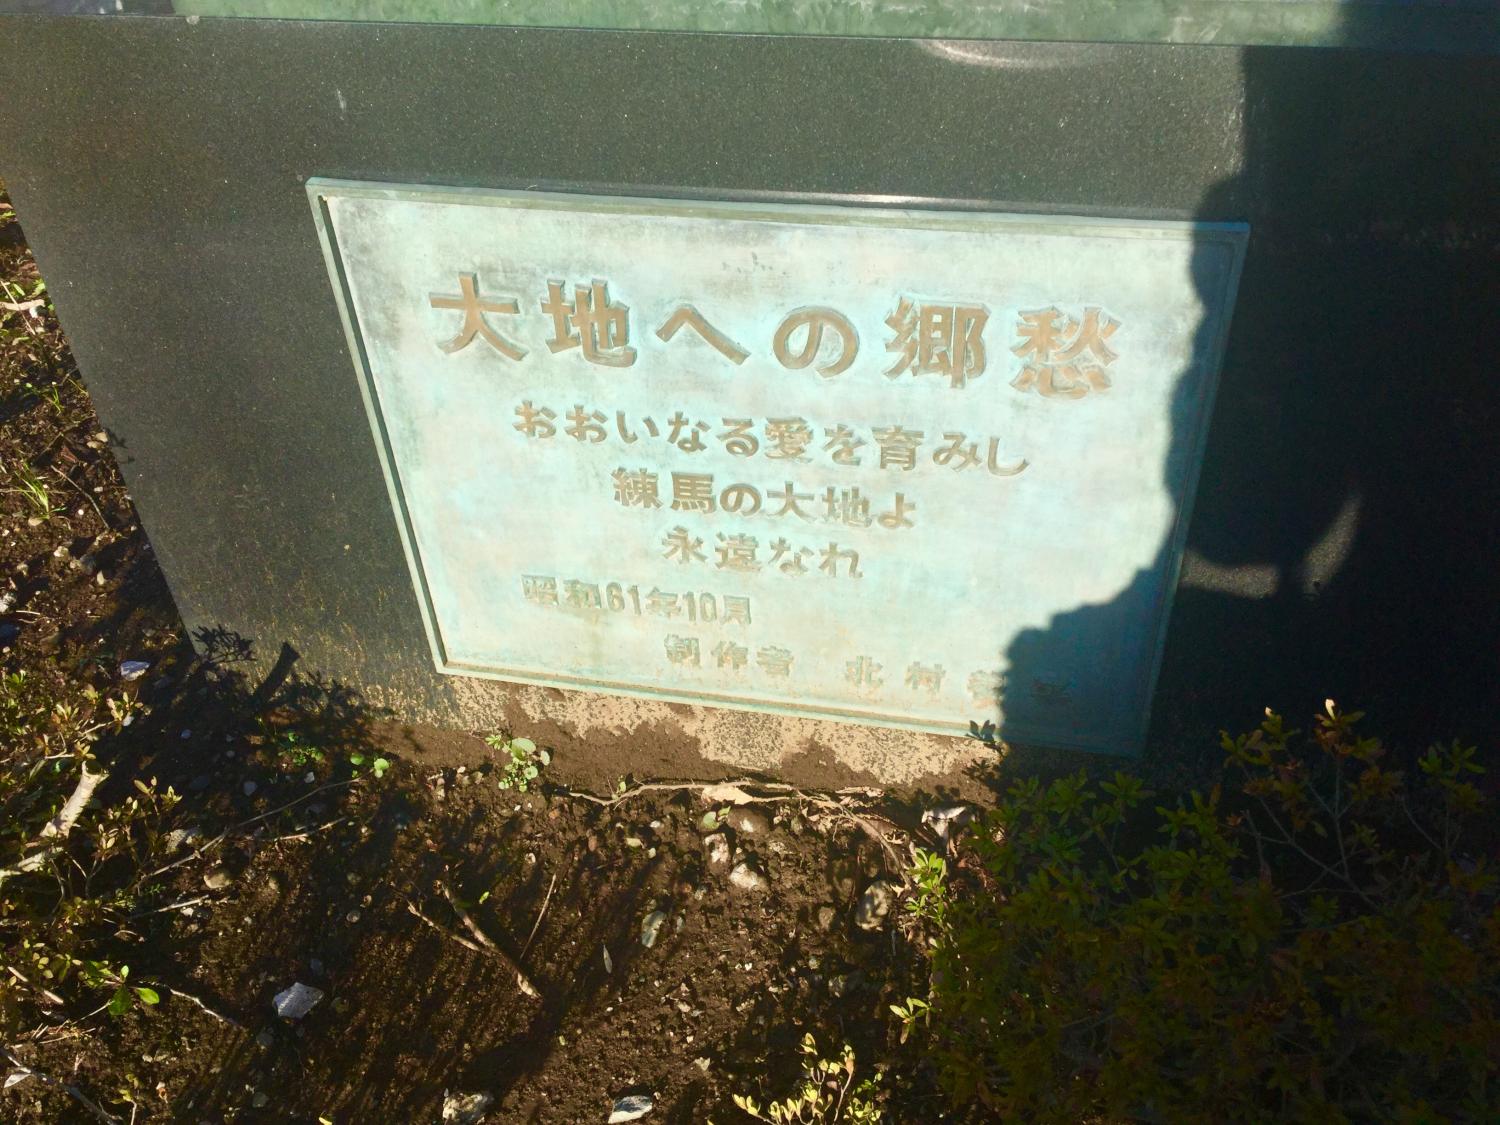 大地への郷愁
おおいなる愛を育みし
練馬の大地よ
永遠なれ
昭和61年10月
制作者 北村